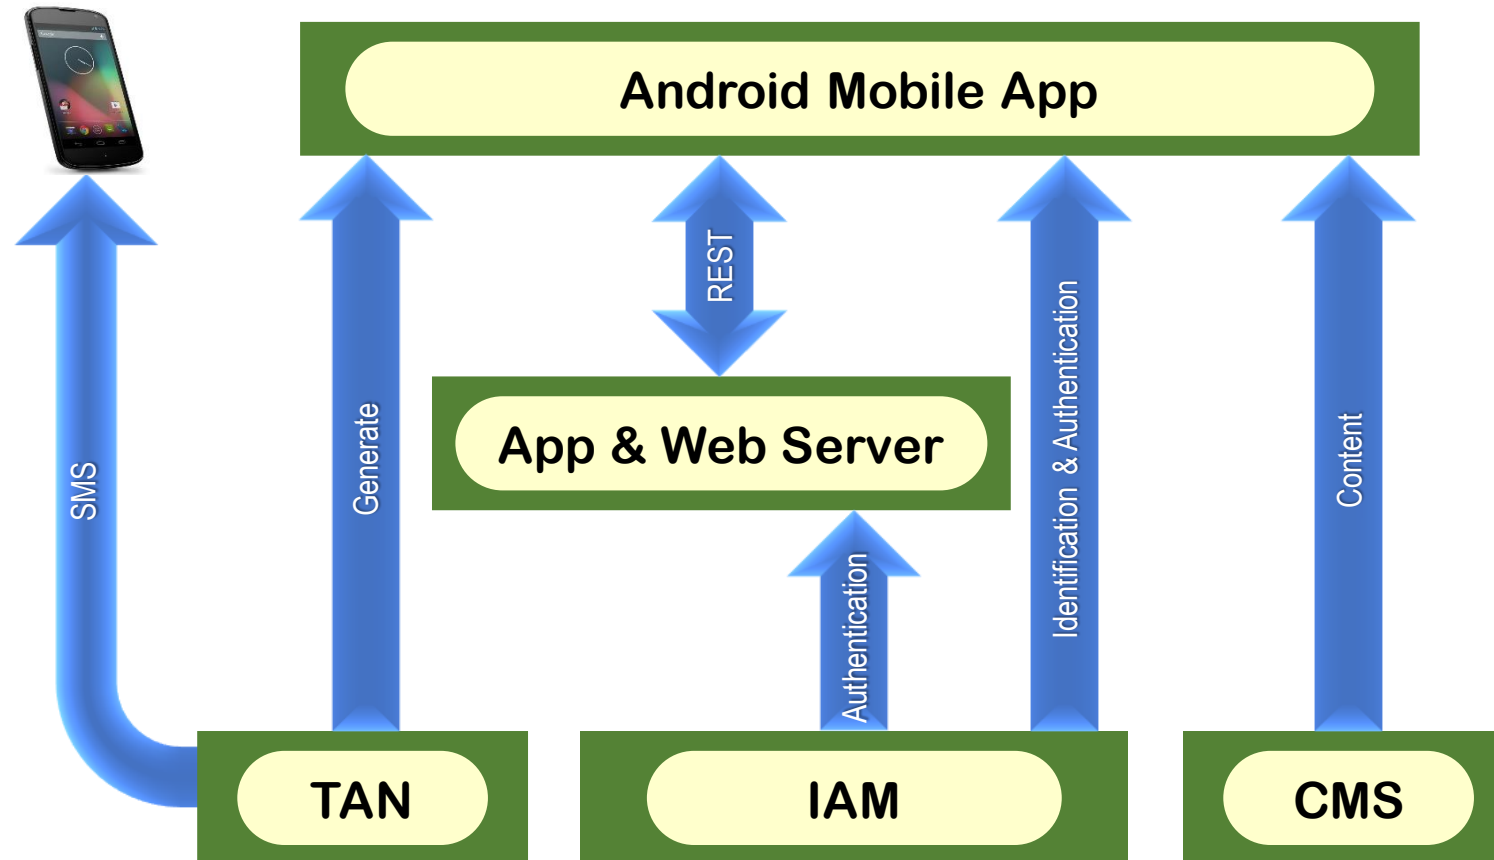 Android Mobile App
REST
App & Web Server
SMS
Generate
Authentication
Identification & Authentication
Content
TAN
IAM
CMS